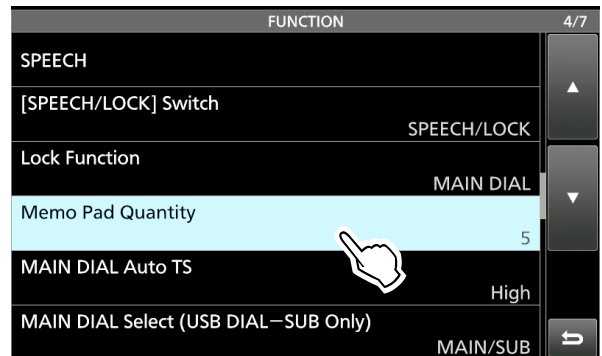 FUNCTION 4/7
SPEECH
[SPEECH/LOCK] Switch
SPEECH/LOCK
Lock Function
MAIN DIAL
Memo Pad Quantity
5
MAIN DIAL Auto TS
High
MAIN DIAL Select (USB DIAL−SUB Only)
MAIN/SUB